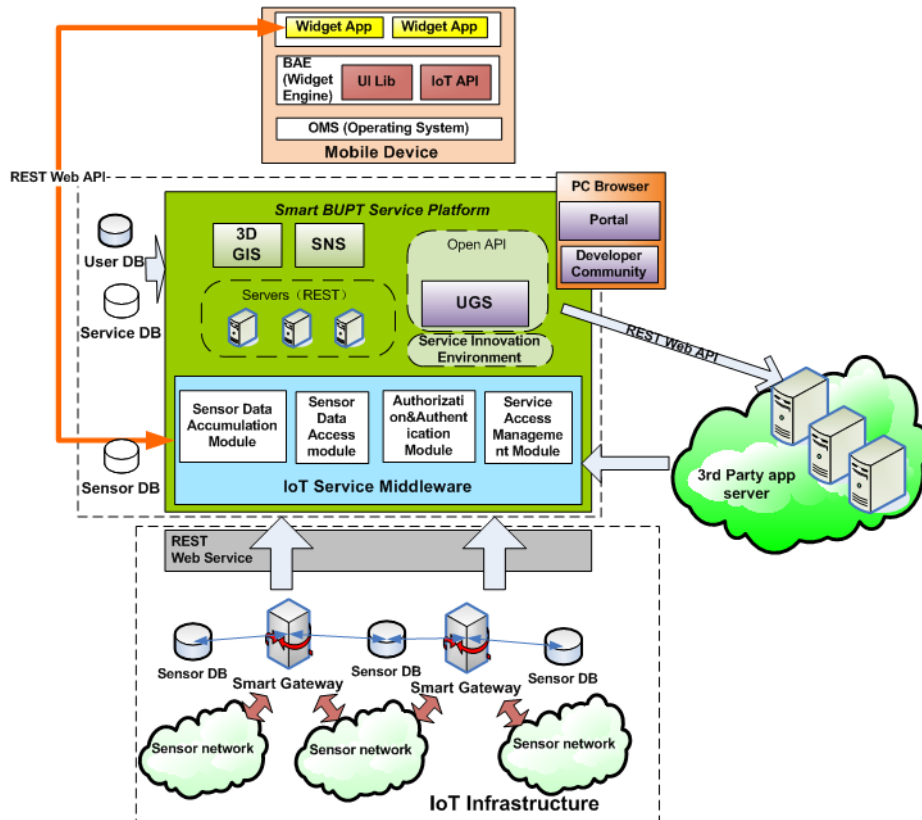 Widget App
Widget App
BAE
(Widget
Engine)
UI Lib
IoT API
OMS (Operating System)
Mobile Device
REST Web API
PC Browser
Portal
Developer
Community
Smart BUPT Service Platform
3D
GIS
SNS
Open API
UGS
Servers（REST）
Service Innovation
Environment
User DB
Service DB
Sensor DB
REST Web API
Sensor Data
Accumulation
Module
Sensor
Data
Access
module
Authorizati
on&Authent
ication
Module
Service
Access
Manageme
nt Module
IoT Service Middleware
3rd Party app
server
REST
Web Service
Sensor DB
Smart Gateway
Sensor DB
Smart Gateway
Sensor DB
Sensor network
Sensor network
Sensor network
IoT Infrastructure